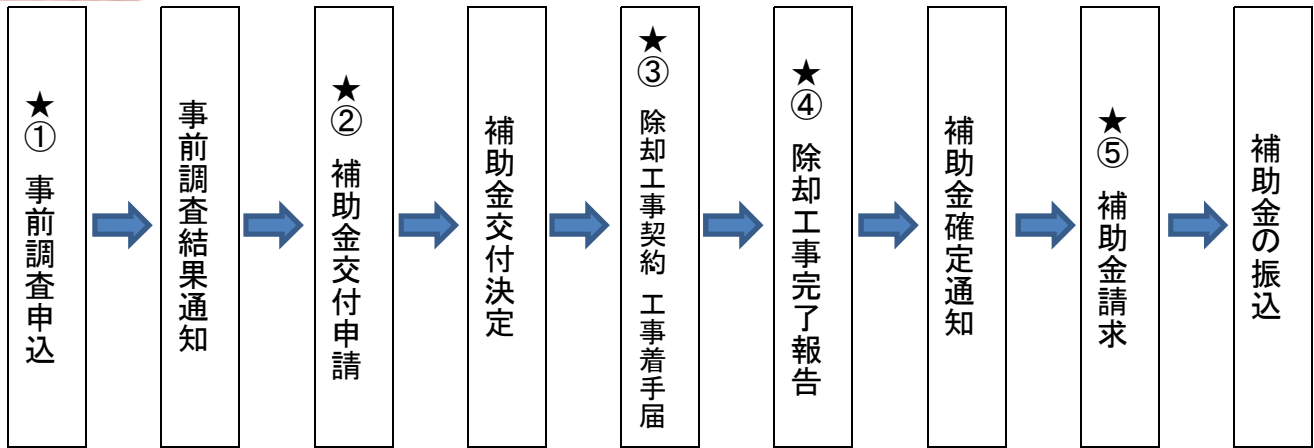 ★① 事前調査申込
事前調査結果通知
★② 補助金交付申請
補助金交付決定
★③ 除却工事契約 工事着手届
★④ 除却工事完了報告
補助金確定通知
★⑤ 補助金請求
補助金の振込